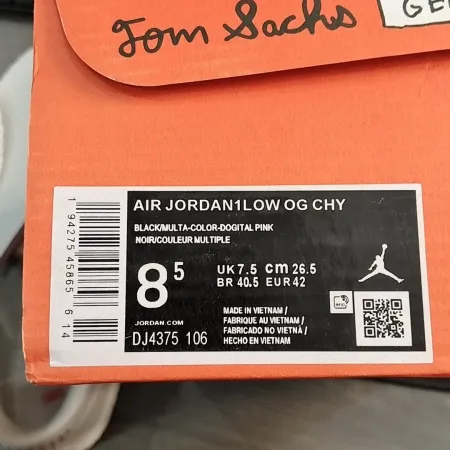 Tom Sachs
GE
AIR JORDAN1LOW OG CHY
BLACK/MULTA-COLOR-DOGITAL PINK
NOIR/COULEUR MULTIPLE
8 5
UK 7.5 cm 26.5
BR 40.5 EUR 42
MADE IN VIETNAM /
FABRIQUE AU VIETNAM /
FABRICADO NO VIETNÃ /
HECHO EN VIETNAM
JORDAN.COM
DJ4375 106
1 94275 45865 6 14
RFID